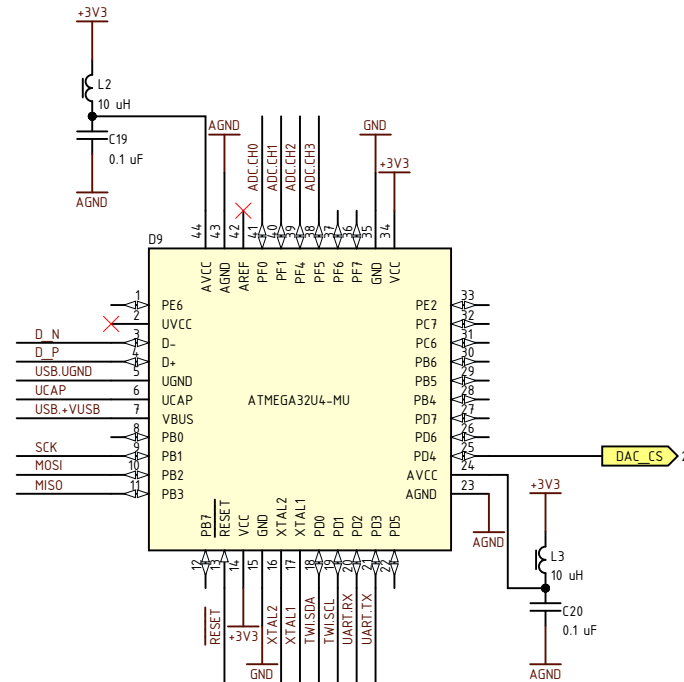 +3V3
L2
10 uH
C19
0.1 uF
AGND
AGND
ADC.CH0
ADC.CH1
ADC.CH2
ADC.CH3
GND
+3V3
44
43
42
41
40
39
38
37
36
35
34
D9
AVCC
AGND
AREF
PF0
PF1
PF4
PF5
PF6
PF7
GND
VCC
1 PE6
2 UVCC
D_N 3 D-
D_P 4 D+
USB.UGND 5 UGND
UCAP 6 UCAP
USB.+VUSB 7 VBUS
8 PB0
SCK 9 PB1
MOSI 10 PB2
MISO 11 PB3
ATMEGA32U4-MU
PE2 33
PC7 32
PC6 31
PB6 30
PB5 29
PB4 28
PD7 27
PD6 26
PD4 25
DAC_CS 2
AVCC 24
AGND 23
PB7
RESET
VCC
GND
XTAL2
XTAL1
PD0
PD1
PD2
PD3
PD5
12
13
14
15
16
17
18
19
20
21
22
RESET
+3V3
GND
XTAL2
XTAL1
TWI.SDA
TWI.SCL
UART.RX
UART.TX
AGND
+3V3
L3
10 uH
C20
0.1 uF
AGND